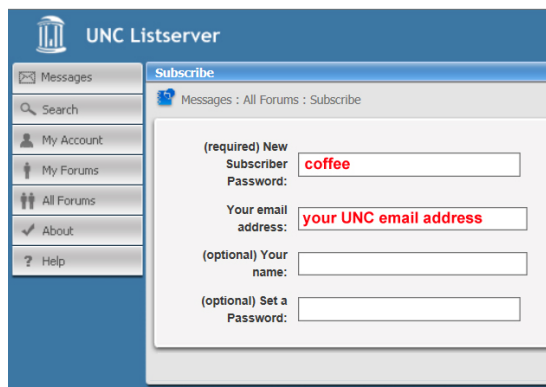 UNC Listserver
Messages
Search
My Account
My Forums
All Forums
About
Help
Subscribe
Messages : All Forums : Subscribe
(required) New
Subscriber
Password:
coffee
Your email
address:
your UNC email address
(optional) Your
name:
(optional) Set a
Password: